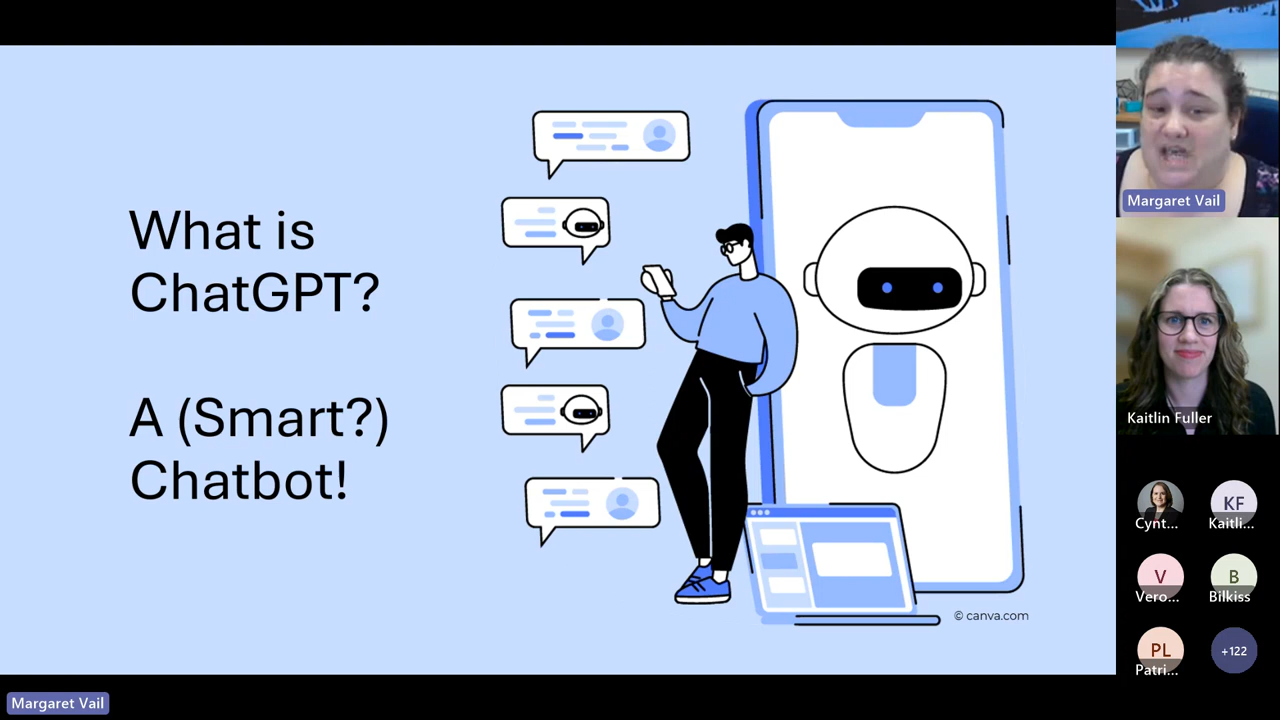 What is
ChatGPT?
A (Smart?)
Chatbot!
© canva.com
Margaret Vail
Kaitlin Fuller
KF
Cynt...
Kaitli...
V
B
Vero...
Bilkiss
PL
+122
Patri...
Margaret Vail